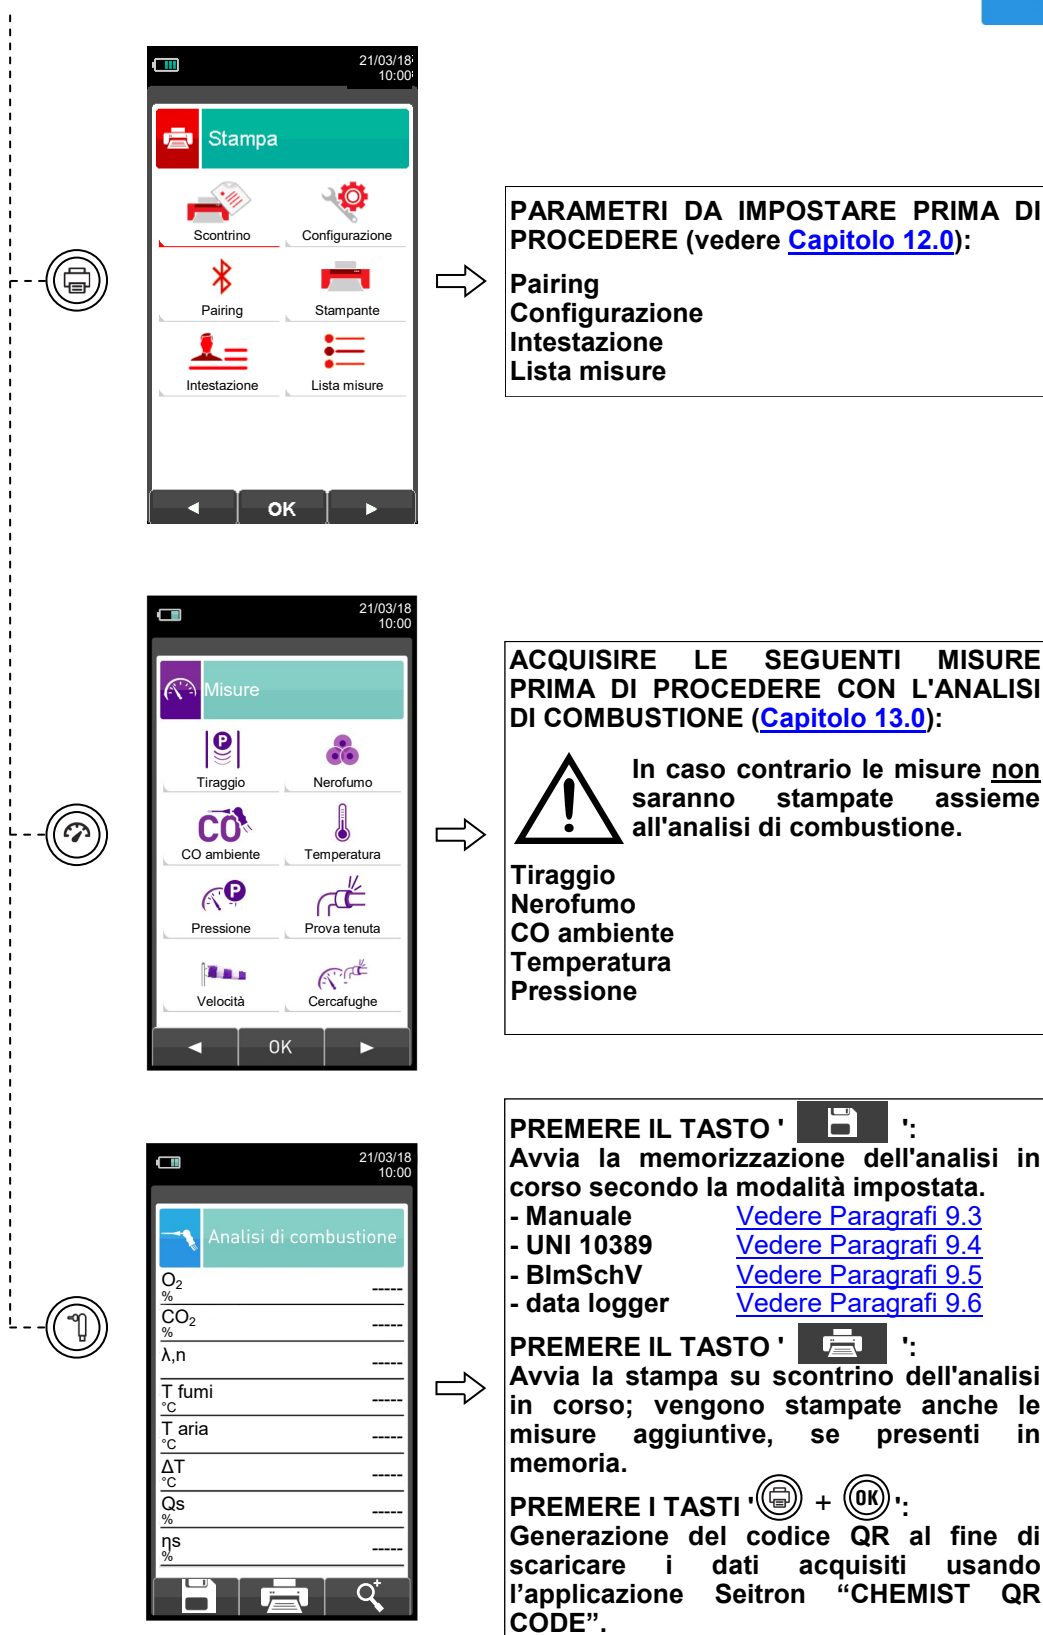 21/03/18
10:00
Stampa
Scontrino
Configurazione
Pairing
Stampante
Intestazione
Lista misure
OK
PARAMETRI DA IMPOSTARE PRIMA DI
PROCEDERE (vedere Capitolo 12.0):
Pairing
Configurazione
Intestazione
Lista misure
21/03/18
10:00
Misure
P
Tiraggio
Nerofumo
CO
CO ambiente
Temperatura
P
Pressione
Prova tenuta
Velocità
Cercafughe
OK
ACQUISIRE LE SEGUENTI MISURE
PRIMA DI PROCEDERE CON L'ANALISI
DI COMBUSTIONE (Capitolo 13.0):
In caso contrario le misure non
saranno stampate assieme
all'analisi di combustione.
Tiraggio
Nerofumo
CO ambiente
Temperatura
Pressione
21/03/18
10:00
Analisi di combustione
O2
% -----
CO2
% -----
λ,n -----
T fumi
°C -----
T aria
°C -----
ΔT
°C -----
Qs
% -----
ηs
% -----
PREMERE IL TASTO ' ':
Avvia la memorizzazione dell'analisi in
corso secondo la modalità impostata.
- Manuale Vedere Paragrafi 9.3
- UNI 10389 Vedere Paragrafi 9.4
- BImSchV Vedere Paragrafi 9.5
- data logger Vedere Paragrafi 9.6
PREMERE IL TASTO ' ':
Avvia la stampa su scontrino dell'analisi
in corso; vengono stampate anche le
misure aggiuntive, se presenti in
memoria.
PREMERE I TASTI ' + OK ':
Generazione del codice QR al fine di
scaricare i dati acquisiti usando
l'applicazione Seitron “CHEMIST QR
CODE”.